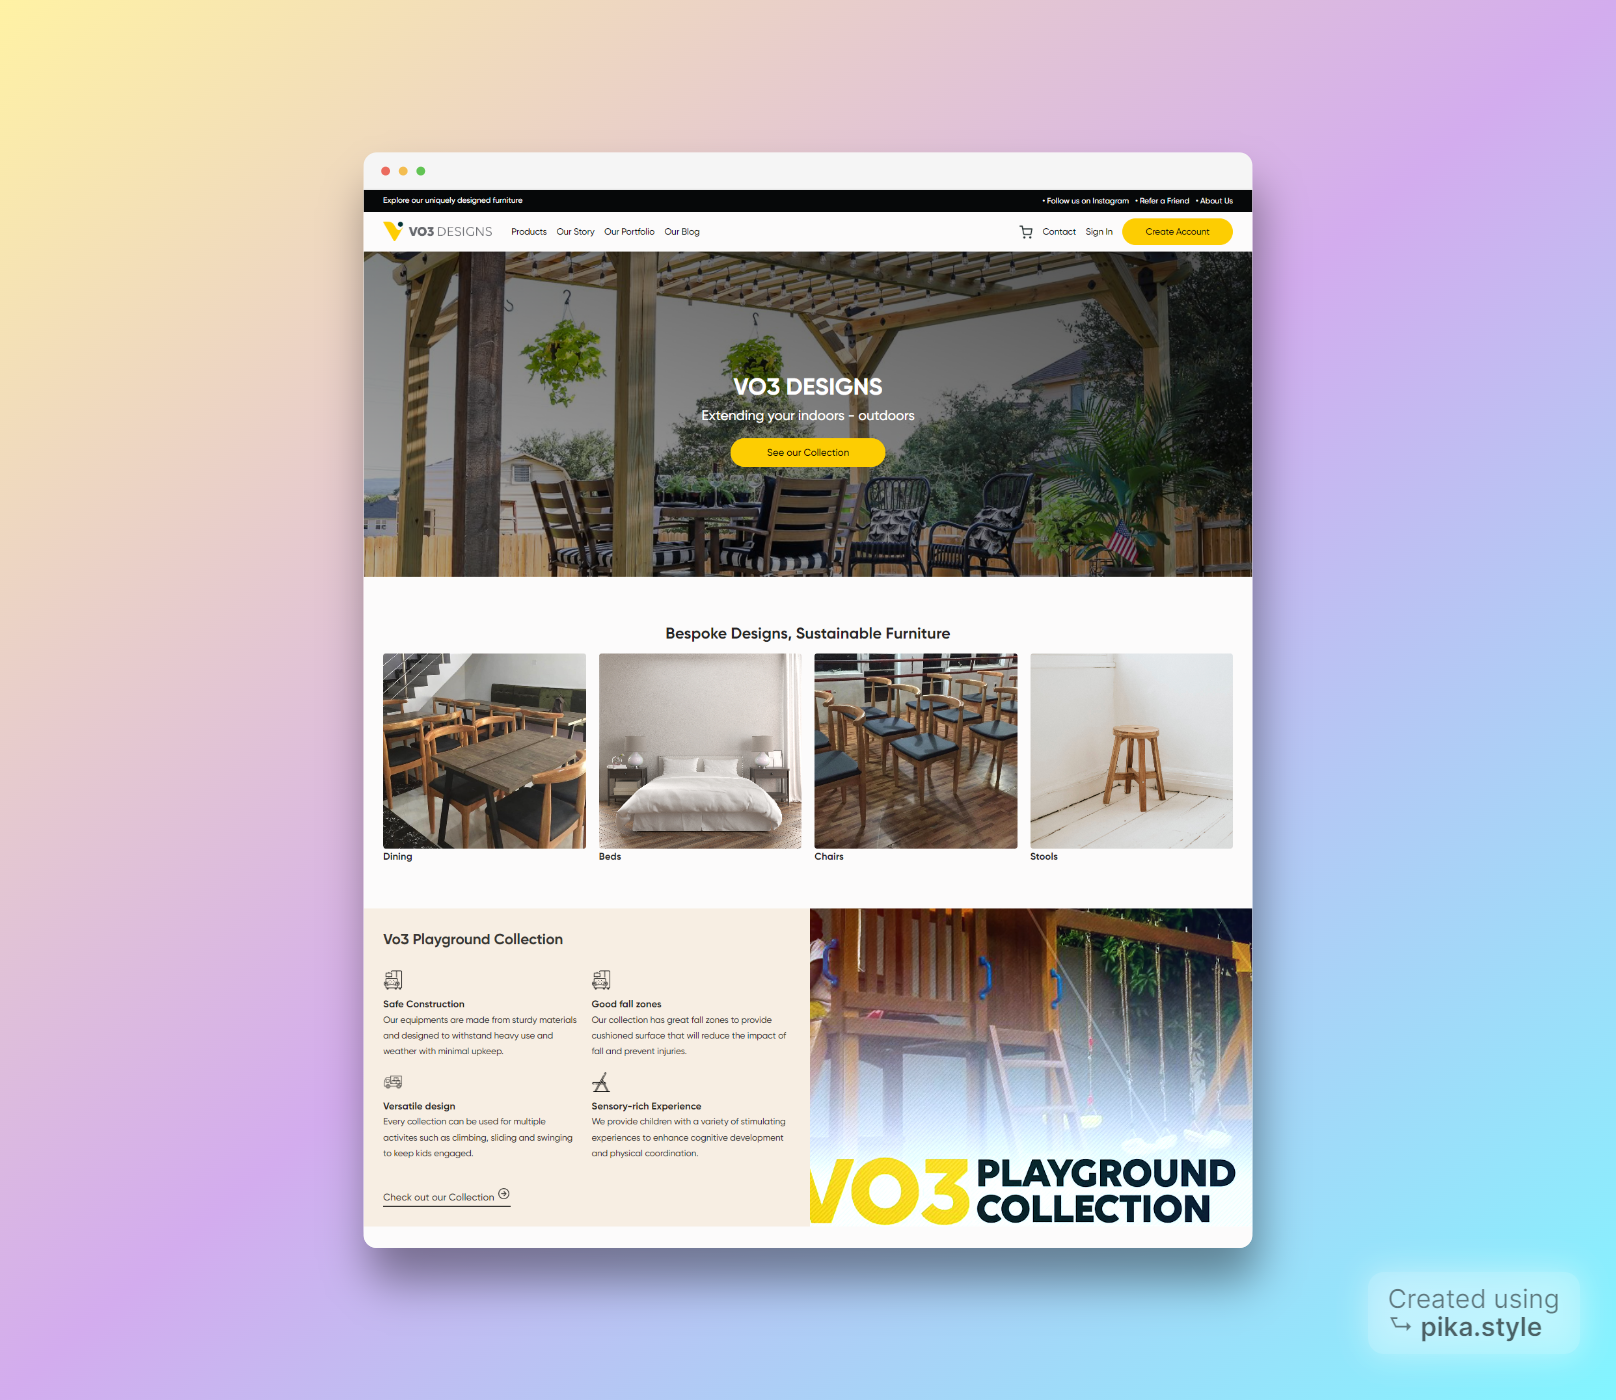 Explore our uniquely designed furniture
• Follow us on Instagram • Refer a Friend • About Us
VO3 DESIGNS
Products Our Story Our Portfolio Our Blog
Contact Sign In Create Account
VO3 DESIGNS
Extending your indoors - outdoors
See our Collection
Bespoke Designs, Sustainable Furniture
Dining
Beds
Chairs
Stools
Vo3 Playground Collection
Safe Construction
Our equipments are made from sturdy materials
and designed to withstand heavy use and
weather with minimal upkeep.
Good fall zones
Our collection has great fall zones to provide
cushioned surface that will reduce the impact of
fall and prevent injuries.
Versatile design
Every collection can be used for multiple
activites such as climbing, sliding and swinging
to keep kids engaged.
Sensory-rich Experience
We provide children with a variety of stimulating
experiences to enhance cognitive development
and physical coordination.
Check out our Collection
VO3 PLAYGROUND
COLLECTION
Created using
pika.style